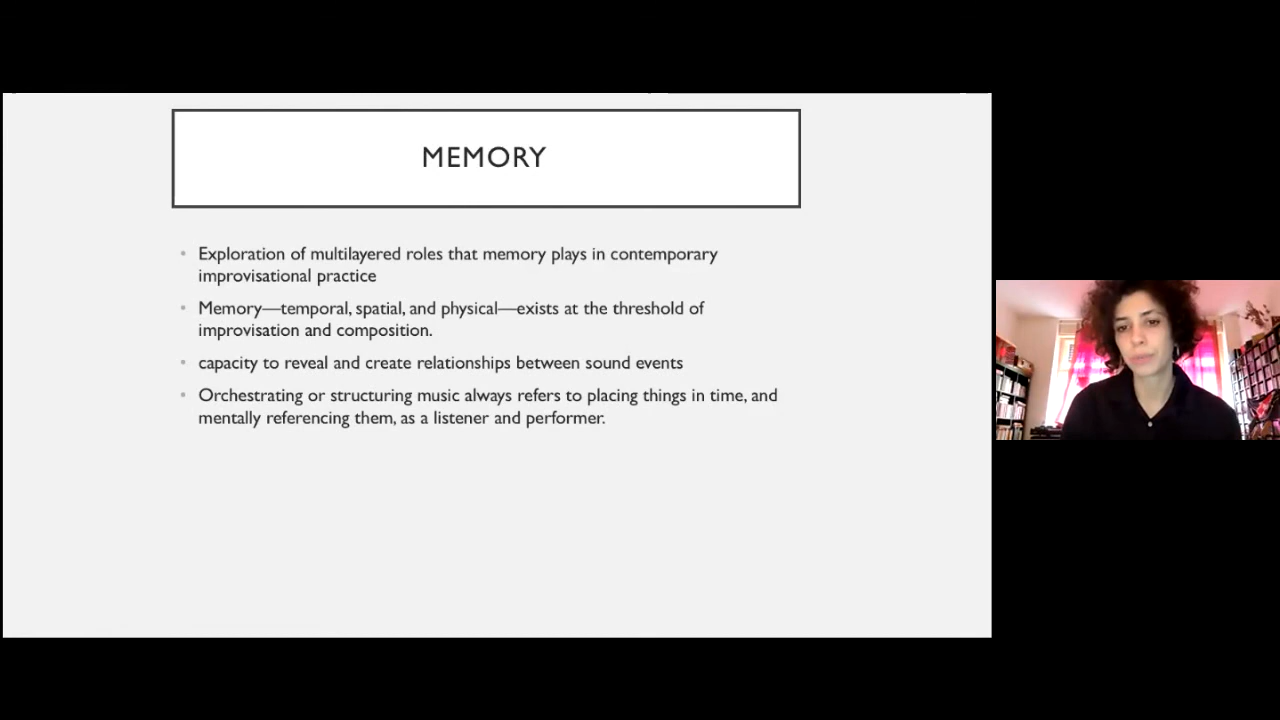 MEMORY
• Exploration of multilayered roles that memory plays in contemporary
improvisational practice
• Memory—temporal, spatial, and physical—exists at the threshold of
improvisation and composition.
• capacity to reveal and create relationships between sound events
• Orchestrating or structuring music always refers to placing things in time, and
mentally referencing them, as a listener and performer.